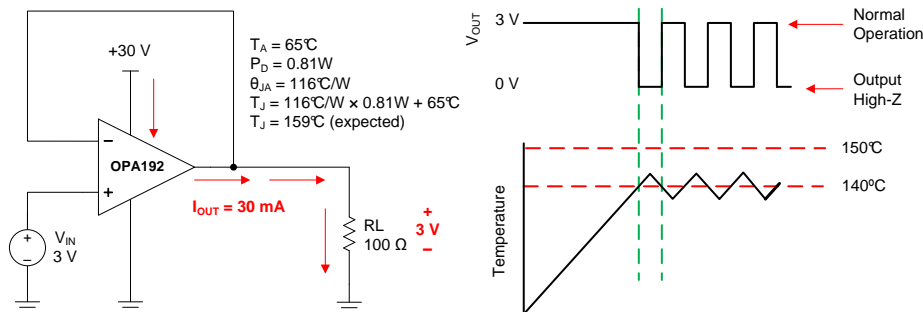 +30 V
T_A = 65°C
P_D = 0.81W
θ_JA = 116°C/W
T_J = 116°C/W × 0.81W + 65°C
T_J = 159°C (expected)
−
OPA192
+
I_OUT = 30 mA
V_IN
3 V
RL
100 Ω
+
3 V
−
V_OUT
3 V
0 V
Normal
Operation
Output
High-Z
Temperature
150°C
140ºC